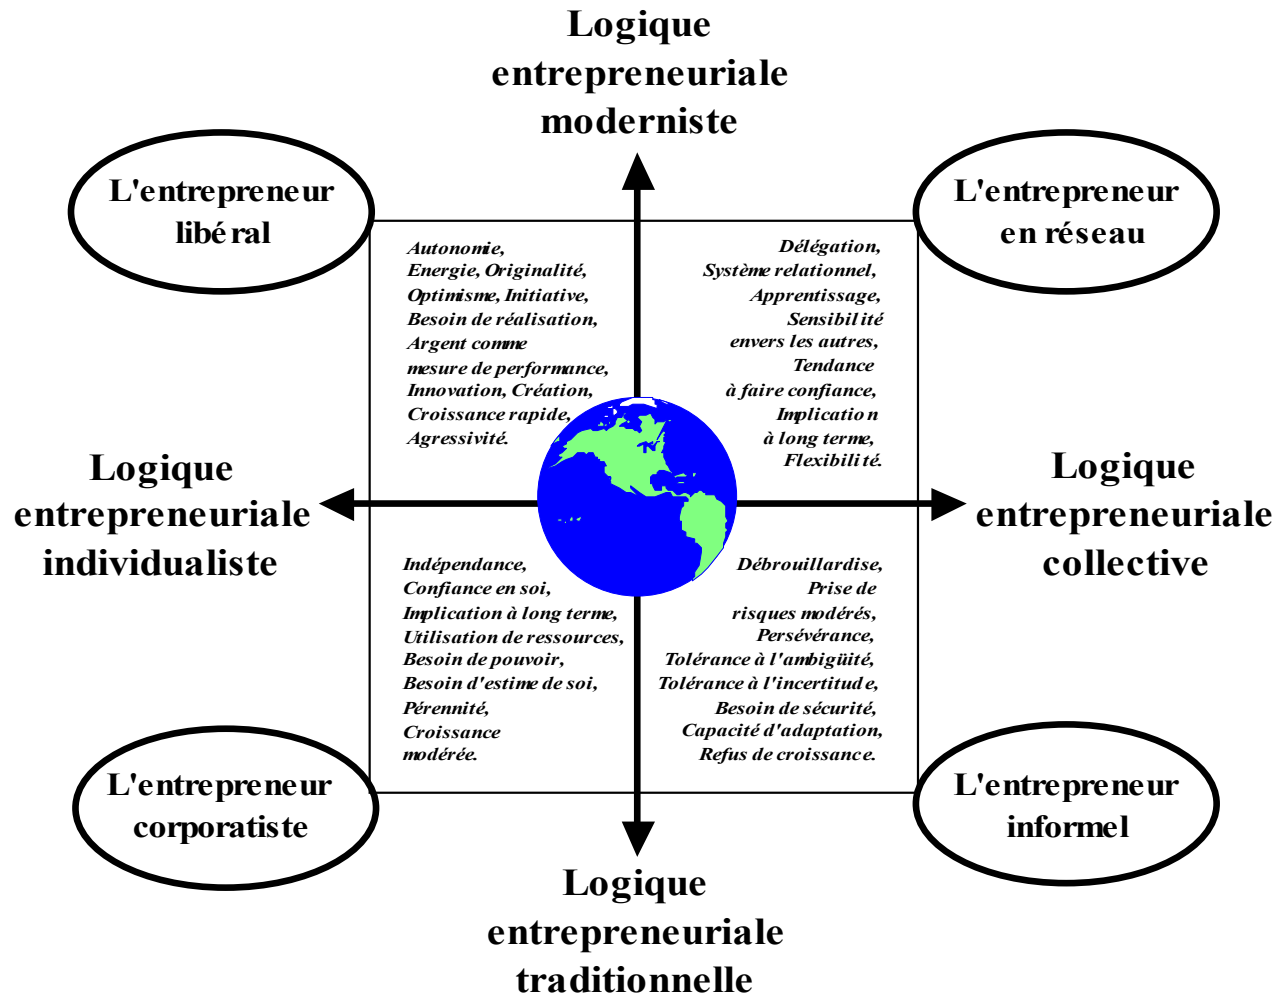 Logique
entrepreneuriale
moderniste
L'entrepreneur
libéral
L'entrepreneur
en réseau
Autonomie,
Energie, Originalité,
Optimisme, Initiative,
Besoin de réalisation,
Argent comme
mesure de performance,
Innovation, Création,
Croissance rapide,
Agressivité.
Délégation,
Système relationnel,
Apprentissage,
Sensibilité
envers les autres,
Tendance
à faire confiance,
Implication
à long terme,
Flexibilité.
Logique
entrepreneuriale
individualiste
Logique
entrepreneuriale
collective
Indépendance,
Confiance en soi,
Implication à long terme,
Utilisation de ressources,
Besoin de pouvoir,
Besoin d'estime de soi,
Pérennité,
Croissance
modérée.
Débrouillardise,
Prise de
risques modérés,
Persévérance,
Tolérance à l'ambigüité,
Tolérance à l'incertitude,
Besoin de sécurité,
Capacité d'adaptation,
Refus de croissance.
L'entrepreneur
corporatiste
L'entrepreneur
informel
Logique
entrepreneuriale
traditionnelle